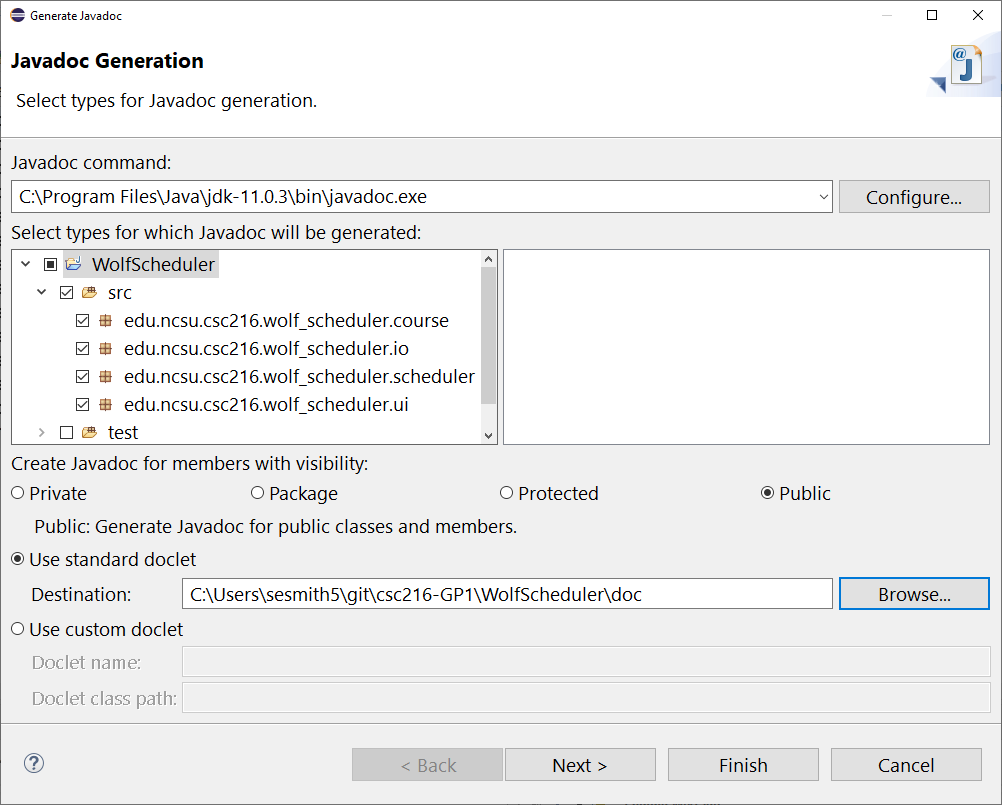 Generate Javadoc
Javadoc Generation
Select types for Javadoc generation.
@
J
Javadoc command:
C:\Program Files\Java\jdk-11.0.3\bin\javadoc.exe
Configure...
Select types for which Javadoc will be generated:
WolfScheduler
src
edu.ncsu.csc216.wolf_scheduler.course
edu.ncsu.csc216.wolf_scheduler.io
edu.ncsu.csc216.wolf_scheduler.scheduler
edu.ncsu.csc216.wolf_scheduler.ui
test
Create Javadoc for members with visibility:
Private Package Protected Public
Public: Generate Javadoc for public classes and members.
Use standard doclet
Destination: C:\Users\sesmith5\git\csc216-GP1\WolfScheduler\doc Browse...
Use custom doclet
Doclet name:
Doclet class path:
? < Back Next > Finish Cancel